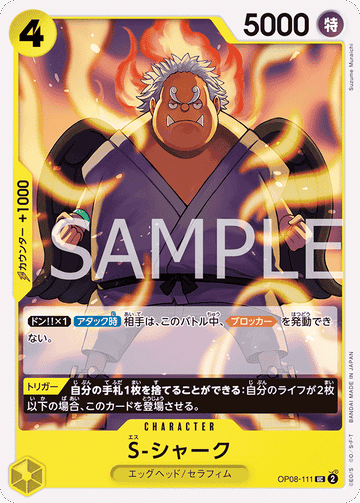 4
5000
特
Suzume Muraichi
カウンター +1000
SAMPLE
ドン!!×1 アタック時 相手は、このバトル中、ブロッカー を発動でき
ない。
トリガー 自分の手札1枚を捨てることができる:自分のライフが2枚
以下の場合、このカードを登場させる。
CHARACTER
S-シャーク
エッグヘッド/セラフィム
OP08-111 UC 2
©E.O/S. ©E.O./S.,F.,T. BANDAI MADE IN JAPAN